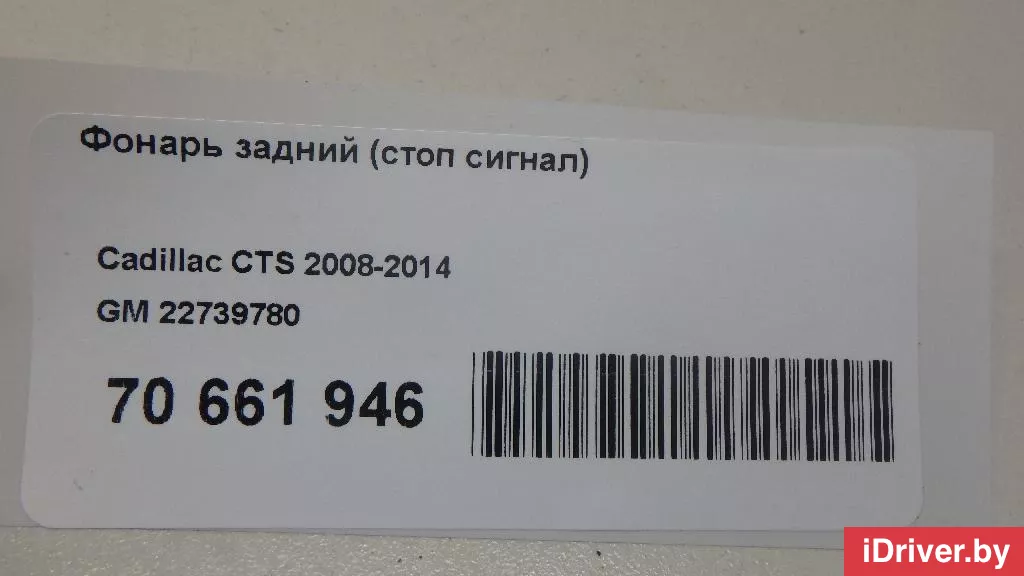 Фонарь задний (стоп сигнал)
Cadillac CTS 2008-2014
GM 22739780
70 661 946
iDriver.by